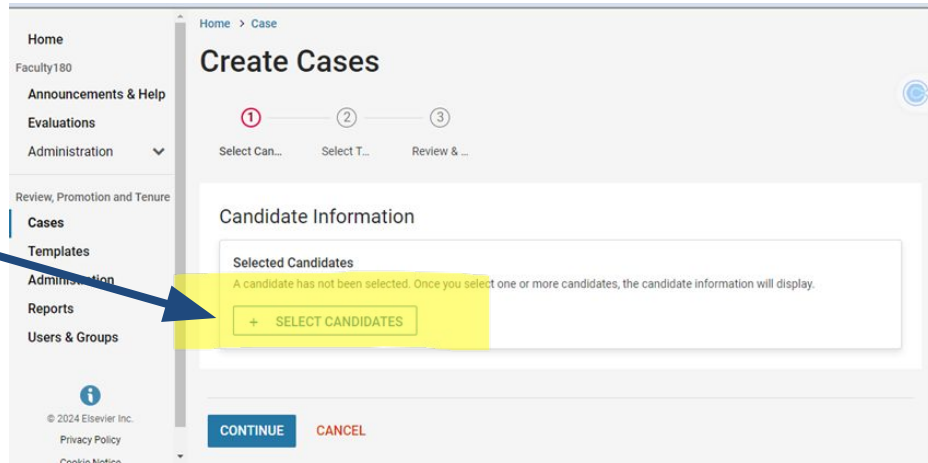 Home
Faculty180
Announcements & Help
Evaluations
Administration
Review, Promotion and Tenure
Cases
Templates
Administration
Reports
Users & Groups
© 2024 Elsevier Inc.
Privacy Policy
Cookie Notice
Home > Case
Create Cases
1 2 3
Select Can... Select T... Review & ...
Candidate Information
Selected Candidates
A candidate has not been selected. Once you select one or more candidates, the candidate information will display.
+ SELECT CANDIDATES
CONTINUE CANCEL